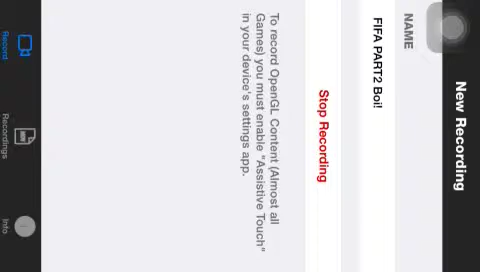 New Recording
NAME
FIFA PART2 Boi!
Stop Recording
To record OpenGL Content (Almost all
Games) you must enable "Assistive Touch"
in your device's settings app.
Record
Recordings
Info